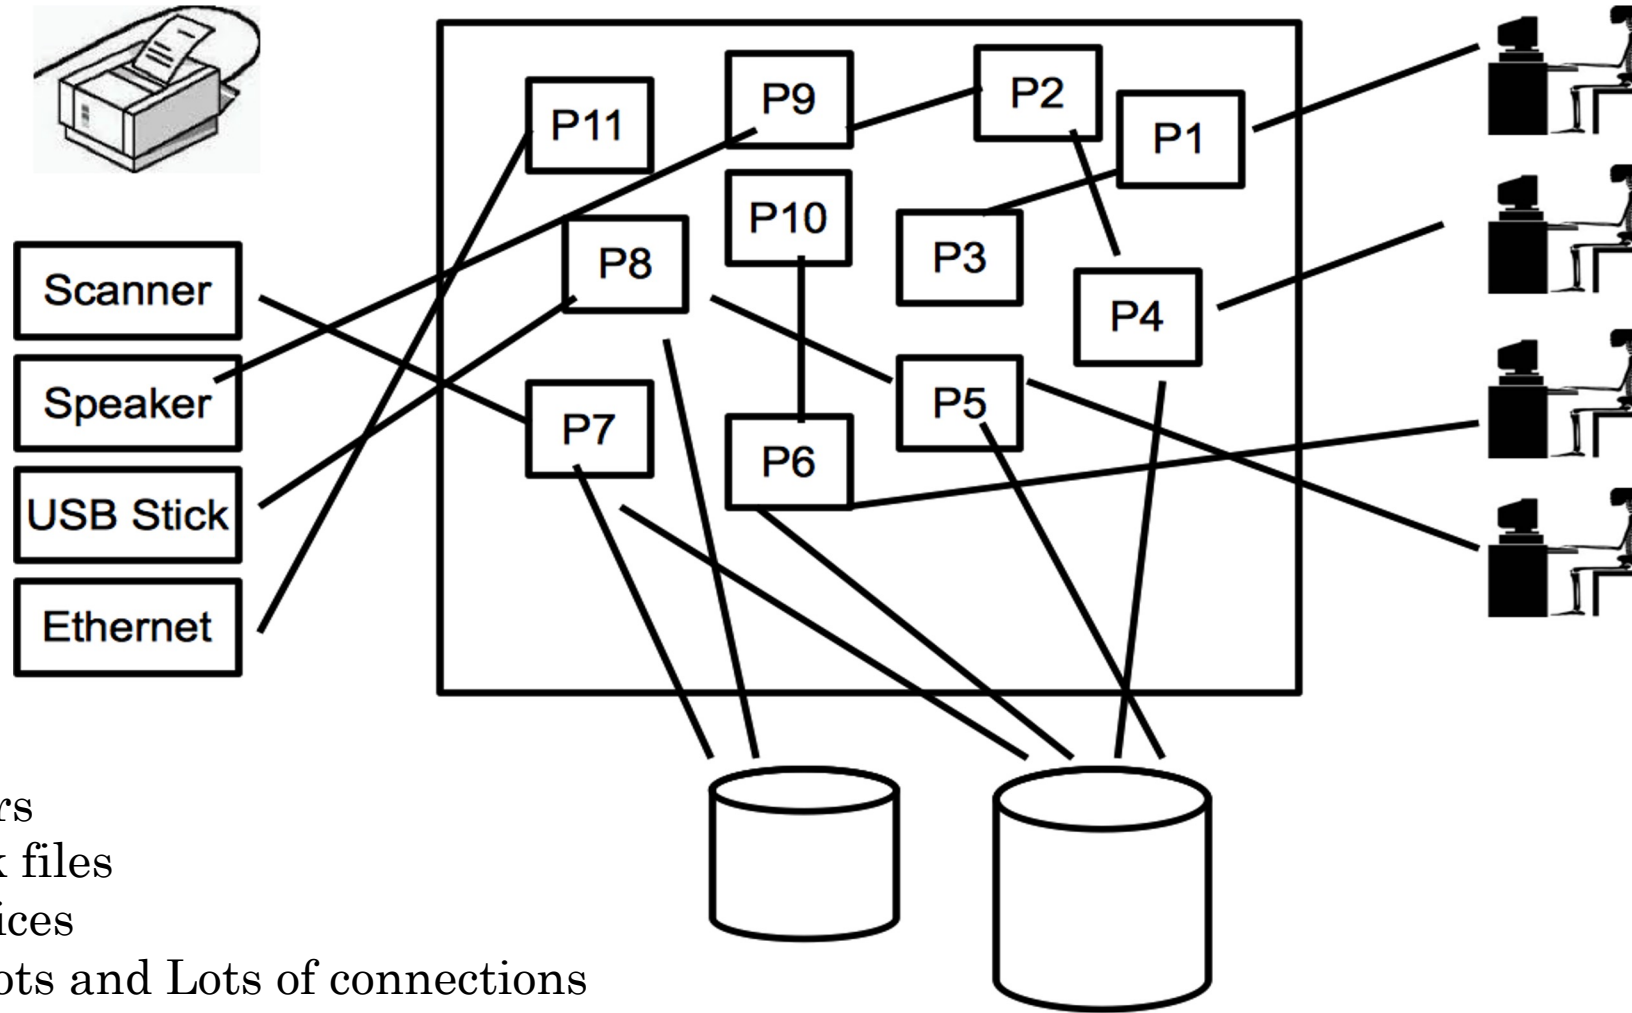 P9
P2
P11
P1
P10
P8
P3
Scanner
P4
Speaker
P5
P7
P6
USB Stick
Ethernet
rs
k files
ices
ots and Lots of connections